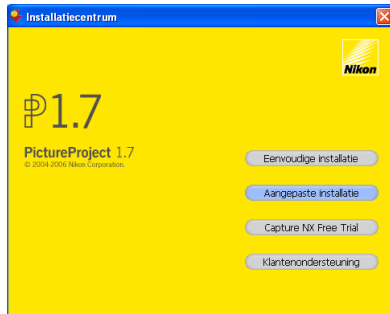 Installatiecentrum
Nikon
P1.7
PictureProject 1.7
© 2004-2006 Nikon Corporation.
Eenvoudige installatie
Aangepaste installatie
Capture NX Free Trial
Klantenondersteuning